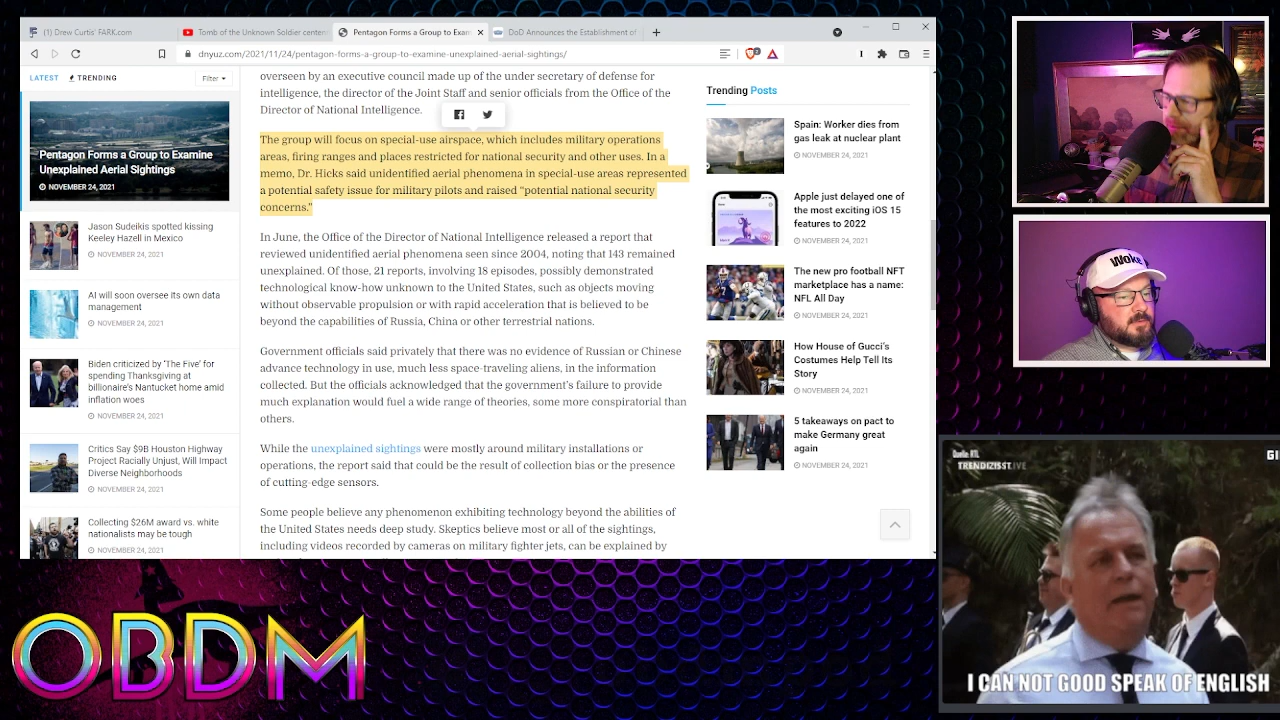 (1) Drew Curtis' FARK.com
Tomb of the Unknown Soldier center
Pentagon Forms a Group to Exam
DoD Announces the Establishment of
dnyuz.com/2021/11/24/pentagon-forms-a-group-to-examine-unexplained-aerial-sightings/
LATEST
TRENDING
Filter
Pentagon Forms a Group to Examine
Unexplained Aerial Sightings
NOVEMBER 24, 2021
Jason Sudeikis spotted kissing
Keeley Hazell in Mexico
NOVEMBER 24, 2021
AI will soon oversee its own data
management
NOVEMBER 24, 2021
Biden criticized by 'The Five' for
spending Thanksgiving at
billionaire's Nantucket home amid
inflation woes
NOVEMBER 24, 2021
Critics Say $9B Houston Highway
Project Racially Unjust, Will Impact
Diverse Neighborhoods
NOVEMBER 24, 2021
Collecting $26M award vs. white
nationalists may be tough
NOVEMBER 24, 2021
overseen by an executive council made up of the under secretary of defense for
intelligence, the director of the Joint Staff and senior officials from the Office of the
Director of National Intelligence.
The group will focus on special-use airspace, which includes military operations
areas, firing ranges and places restricted for national security and other uses. In a
memo, Dr. Hicks said unidentified aerial phenomena in special-use areas represented
a potential safety issue for military pilots and raised “potential national security
concerns.”
In June, the Office of the Director of National Intelligence released a report that
reviewed unidentified aerial phenomena seen since 2004, noting that 143 remained
unexplained. Of those, 21 reports, involving 18 episodes, possibly demonstrated
technological know-how unknown to the United States, such as objects moving
without observable propulsion or with rapid acceleration that is believed to be
beyond the capabilities of Russia, China or other terrestrial nations.
Government officials said privately that there was no evidence of Russian or Chinese
advance technology in use, much less space-traveling aliens, in the information
collected. But the officials acknowledged that the government's failure to provide
much explanation would fuel a wide range of theories, some more conspiratorial than
others.
While the unexplained sightings were mostly around military installations or
operations, the report said that could be the result of collection bias or the presence
of cutting-edge sensors.
Some people believe any phenomenon exhibiting technology beyond the abilities of
the United States needs deep study. Skeptics believe most or all of the sightings,
including videos recorded by cameras on military fighter jets, can be explained by
Trending Posts
Spain: Worker dies from
gas leak at nuclear plant
NOVEMBER 24, 2021
Apple just delayed one of
the most exciting iOS 15
features to 2022
NOVEMBER 24, 2021
The new pro football NFT
marketplace has a name:
NFL All Day
NOVEMBER 24, 2021
How House of Gucci's
Costumes Help Tell Its
Story
NOVEMBER 24, 2021
5 takeaways on pact to
make Germany great
again
NOVEMBER 24, 2021
Woke
Quelle: RTL
TRENDIZISST.LIVE
GI
I CAN NOT GOOD SPEAK OF ENGLISH
OBDM